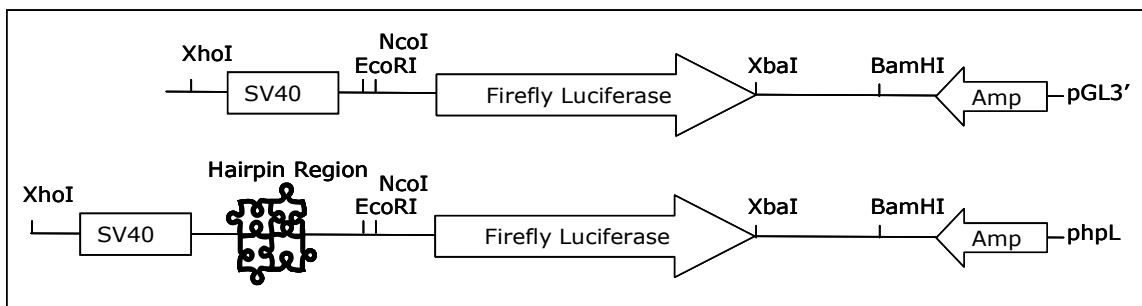 NcoI
XhoI EcoRI XbaI BamHI
SV40 Firefly Luciferase Amp pGL3′
Hairpin Region
NcoI
XhoI EcoRI XbaI BamHI
SV40 Firefly Luciferase Amp phpL